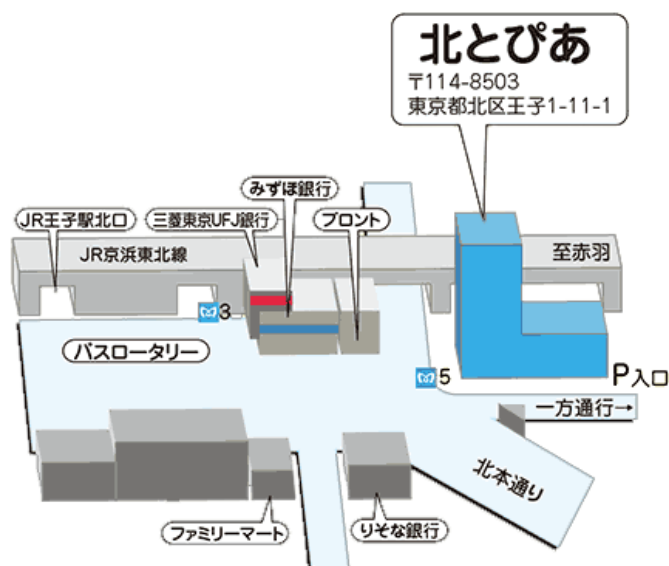 北とぴあ
〒114-8503
東京都北区王子1-11-1
みずほ銀行
JR王子駅北口
三菱東京UFJ銀行
プロント
JR京浜東北線
至赤羽
3
バスロータリー
5
P入口
一方通行→
北本通り
ファミリーマート
りそな銀行